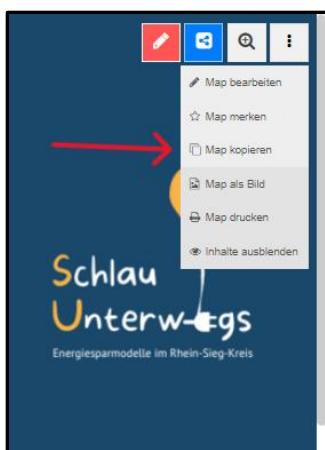 Map bearbeiten
Map merken
Map kopieren
Map als Bild
Map drucken
Inhalte ausblenden
Schlau
Unterwegs
Energiesparmodelle im Rhein-Sieg-Kreis